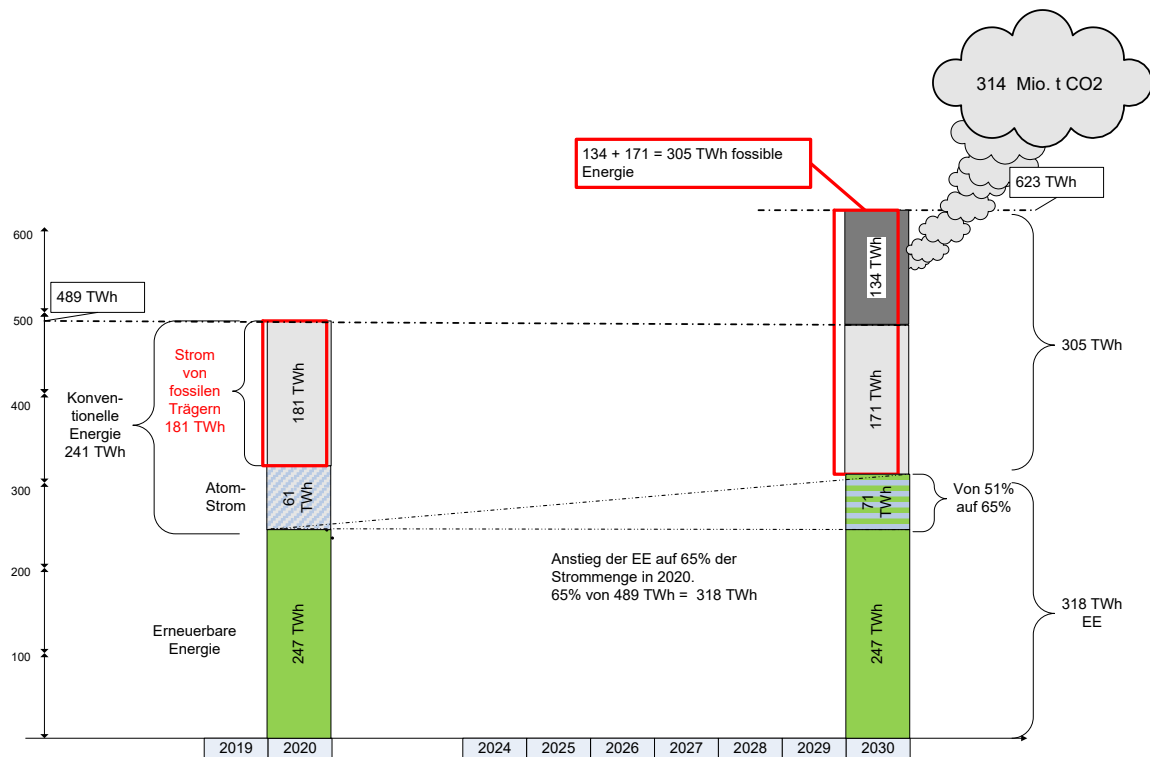 314 Mio. t CO2
134 + 171 = 305 TWh fossible
Energie
623 TWh
600
489 TWh
500
400
300
200
100
Strom
von
fossilen
Trägern
181 TWh
Konven-
tionelle
Energie
241 TWh
Atom-
Strom
Erneuerbare
Energie
181 TWh
61
TWh
247 TWh
Anstieg der EE auf 65% der
Strommenge in 2020.
65% von 489 TWh = 318 TWh
134 TWh
171 TWh
71
TWh
247 TWh
305 TWh
Von 51%
auf 65%
318 TWh
EE
2019
2020
2024
2025
2026
2027
2028
2029
2030